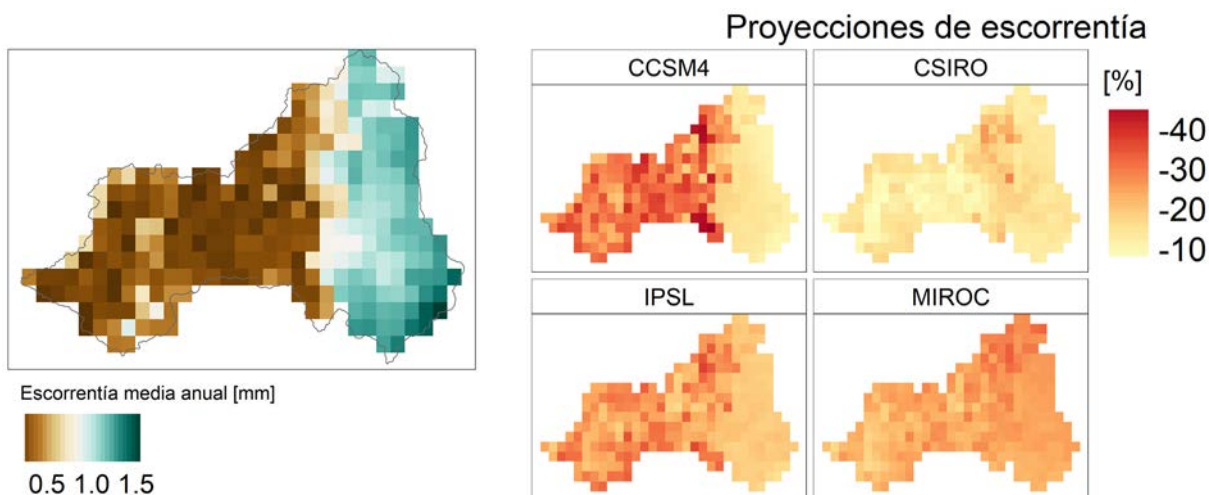 Proyecciones de escorrentía
CCSM4
CSIRO
[%]
-40
-30
-20
-10
IPSL
MIROC
Escorrentía media anual [mm]
0.5 1.0 1.5